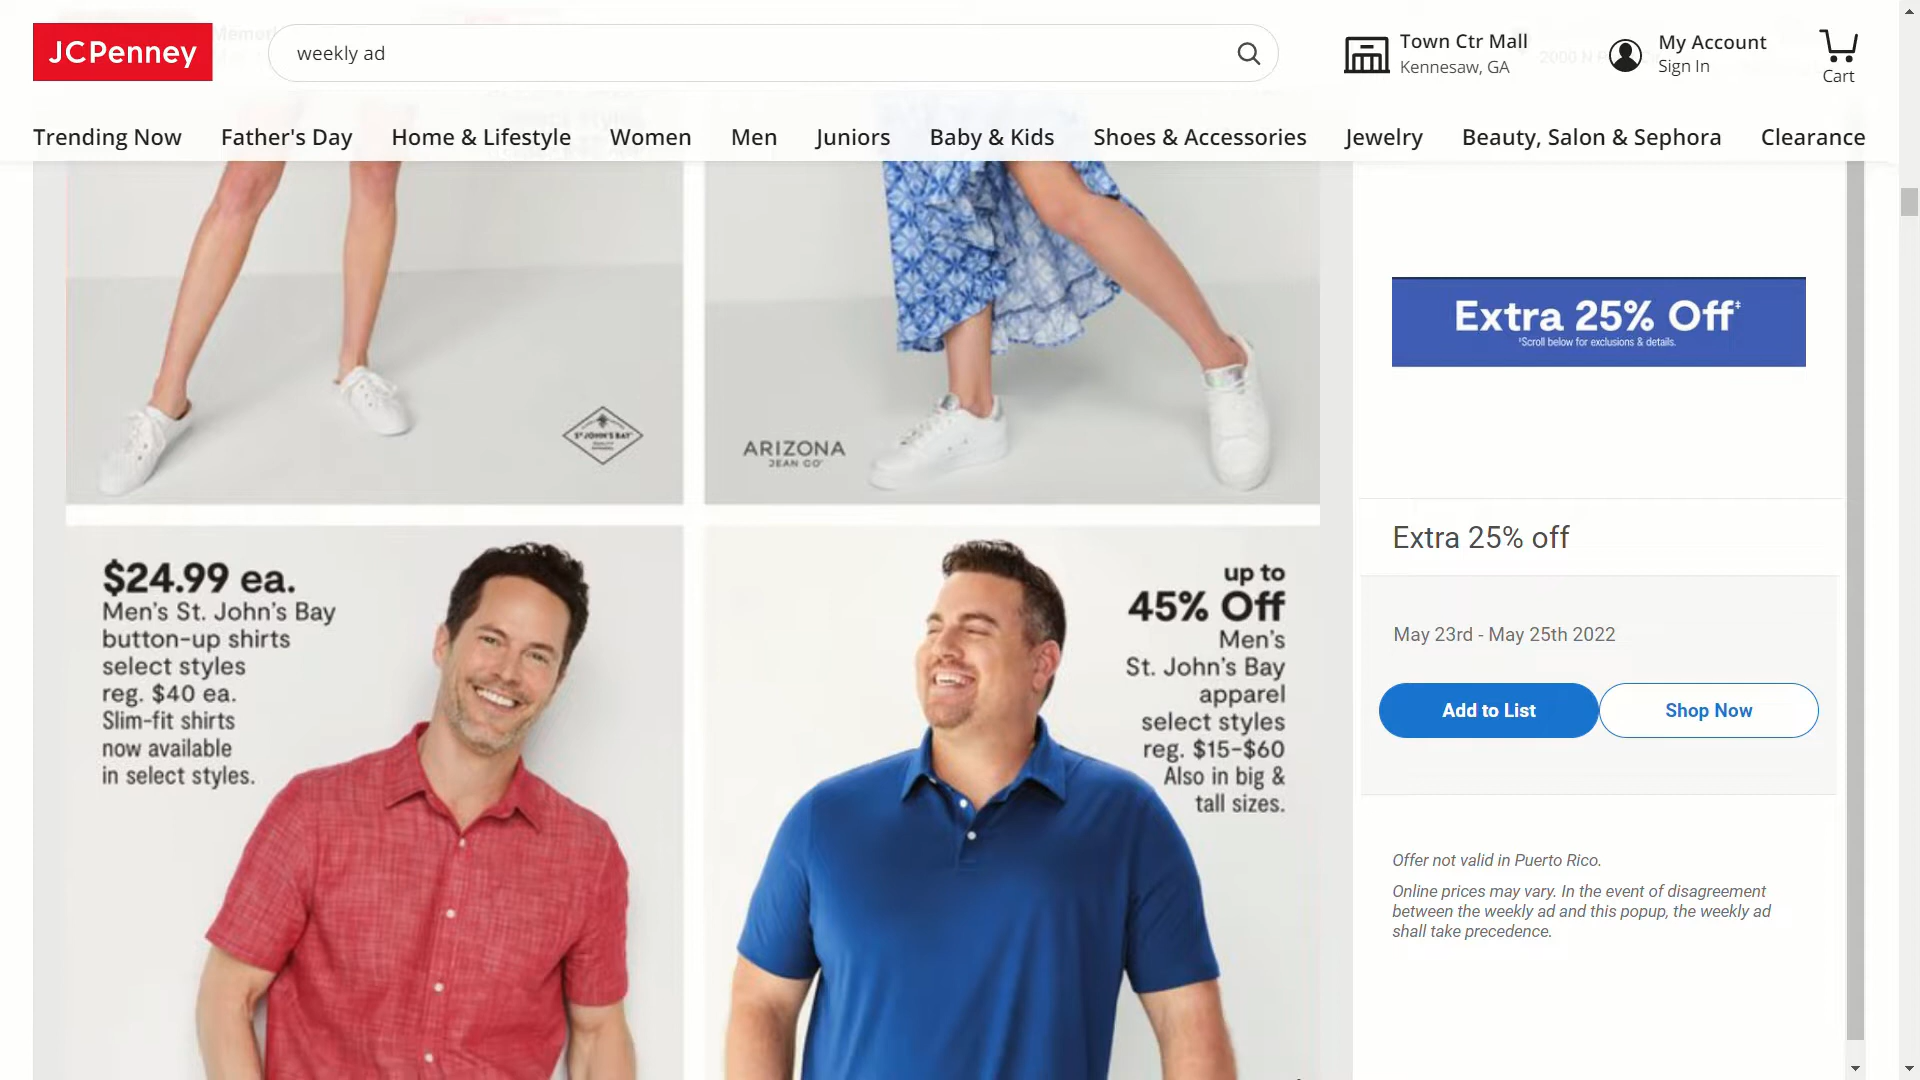 JCPenney
weekly ad
Town Ctr Mall
Kennesaw, GA
My Account
Sign In
Cart
Trending Now
Father's Day
Home & Lifestyle
Women
Men
Juniors
Baby & Kids
Shoes & Accessories
Jewelry
Beauty, Salon & Sephora
Clearance
ST JOHN'S BAY
ARIZONA
JEAN CO
$24.99 ea.
Men's St. John's Bay
button-up shirts
select styles
reg. $40 ea.
Slim-fit shirts
now available
in select styles.
up to
45% Off
Men's
St. John's Bay
apparel
select styles
reg. $15-$60
Also in big &
tall sizes.
Extra 25% Off‡
‡Scroll below for exclusions & details.
Extra 25% off
May 23rd - May 25th 2022
Add to List
Shop Now
Offer not valid in Puerto Rico.
Online prices may vary. In the event of disagreement
between the weekly ad and this popup, the weekly ad
shall take precedence.